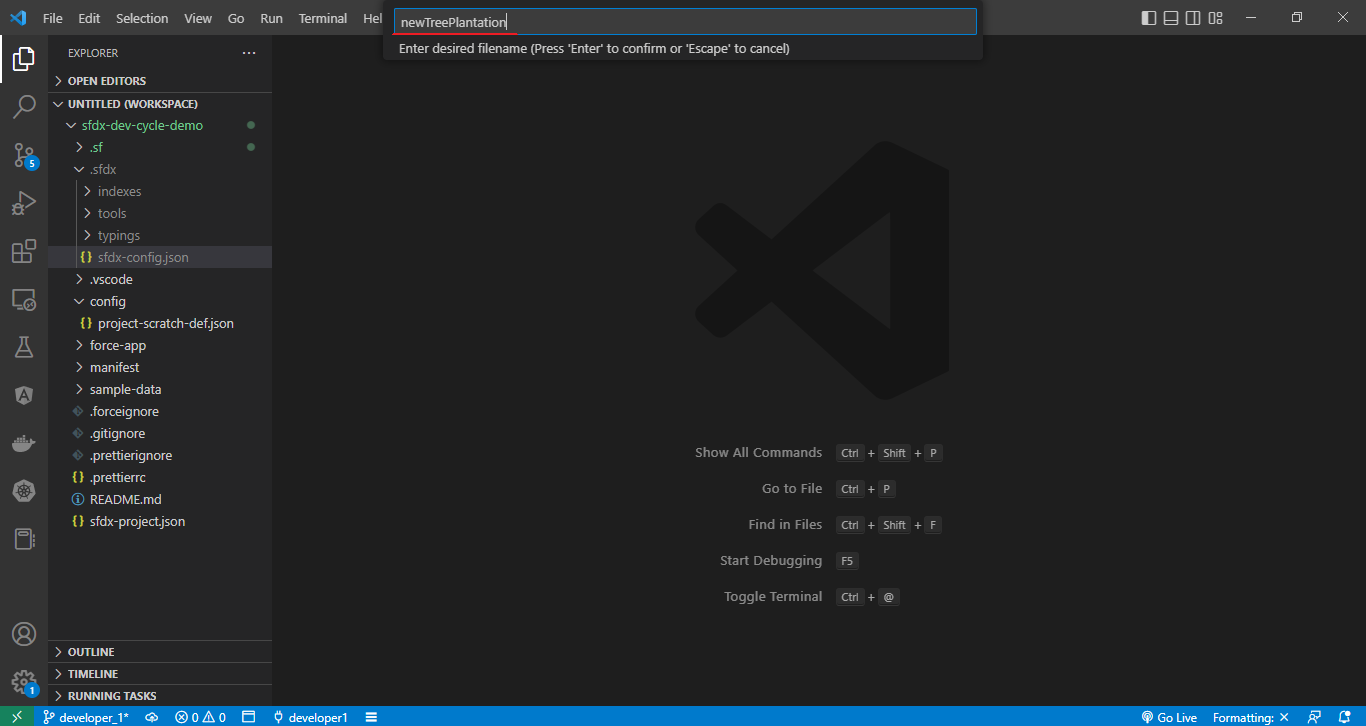 File Edit Selection View Go Run Terminal Hel
newTreePlantation
Enter desired filename (Press 'Enter' to confirm or 'Escape' to cancel)
EXPLORER
OPEN EDITORS
UNTITLED (WORKSPACE)
sfdx-dev-cycle-demo
.sf
.sfdx
indexes
tools
typings
{} sfdx-config.json
.vscode
config
{} project-scratch-def.json
force-app
manifest
sample-data
.forceignore
.gitignore
.prettierignore
{} .prettierrc
README.md
{} sfdx-project.json
5
Show All Commands Ctrl + Shift + P
Go to File Ctrl + P
Find in Files Ctrl + Shift + F
Start Debugging F5
Toggle Terminal Ctrl + @
OUTLINE
TIMELINE
RUNNING TASKS
1
developer_1* 0 0 developer1 Go Live Formatting: ×